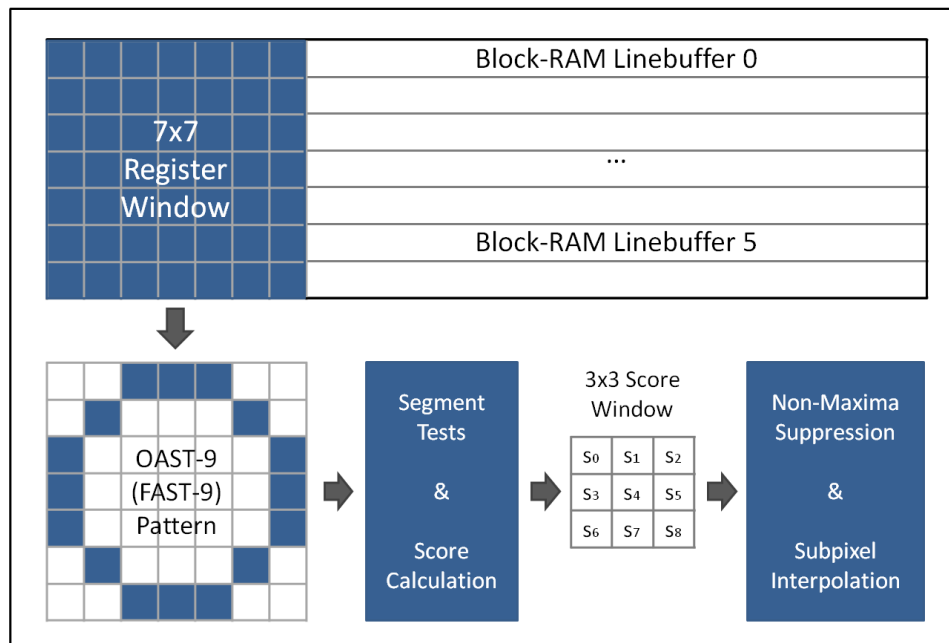 Block-RAM Linebuffer 0
7x7
Register
Window
...
Block-RAM Linebuffer 5
OAST-9
(FAST-9)
Pattern
Segment
Tests
&
Score
Calculation
3x3 Score
Window
S0 S1 S2
S3 S4 S5
S6 S7 S8
Non-Maxima
Suppression
&
Subpixel
Interpolation